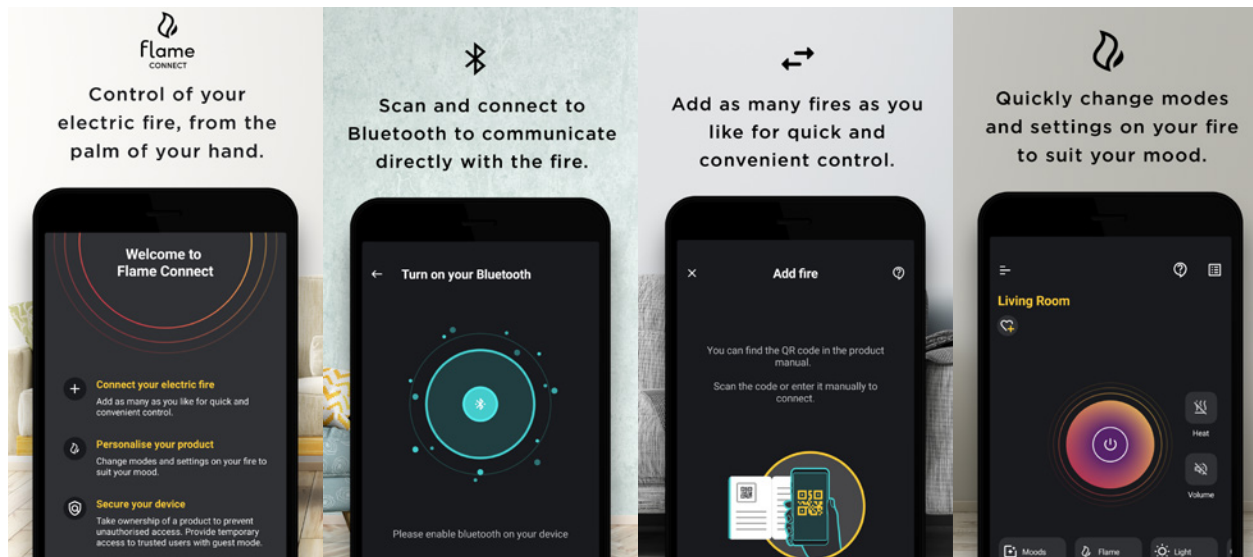 flame
CONNECT
Control of your
electric fire, from the
palm of your hand.
Welcome to
Flame Connect
Connect your electric fire
Add as many as you like for quick and
convenient control.
Personalise your product
Change modes and settings on your fire to
suit your mood.
Secure your device
Take ownership of a product to prevent
unauthorised access. Provide temporary
access to trusted users with guest mode.
Scan and connect to
Bluetooth to communicate
directly with the fire.
Turn on your Bluetooth
Please enable bluetooth on your device
Add as many fires as you
like for quick and
convenient control.
Add fire
You can find the QR code in the product
manual.
Scan the code or enter it manually to
connect.
Quickly change modes
and settings on your fire
to suit your mood.
Living Room
Heat
Volume
Moods
Flame
Light